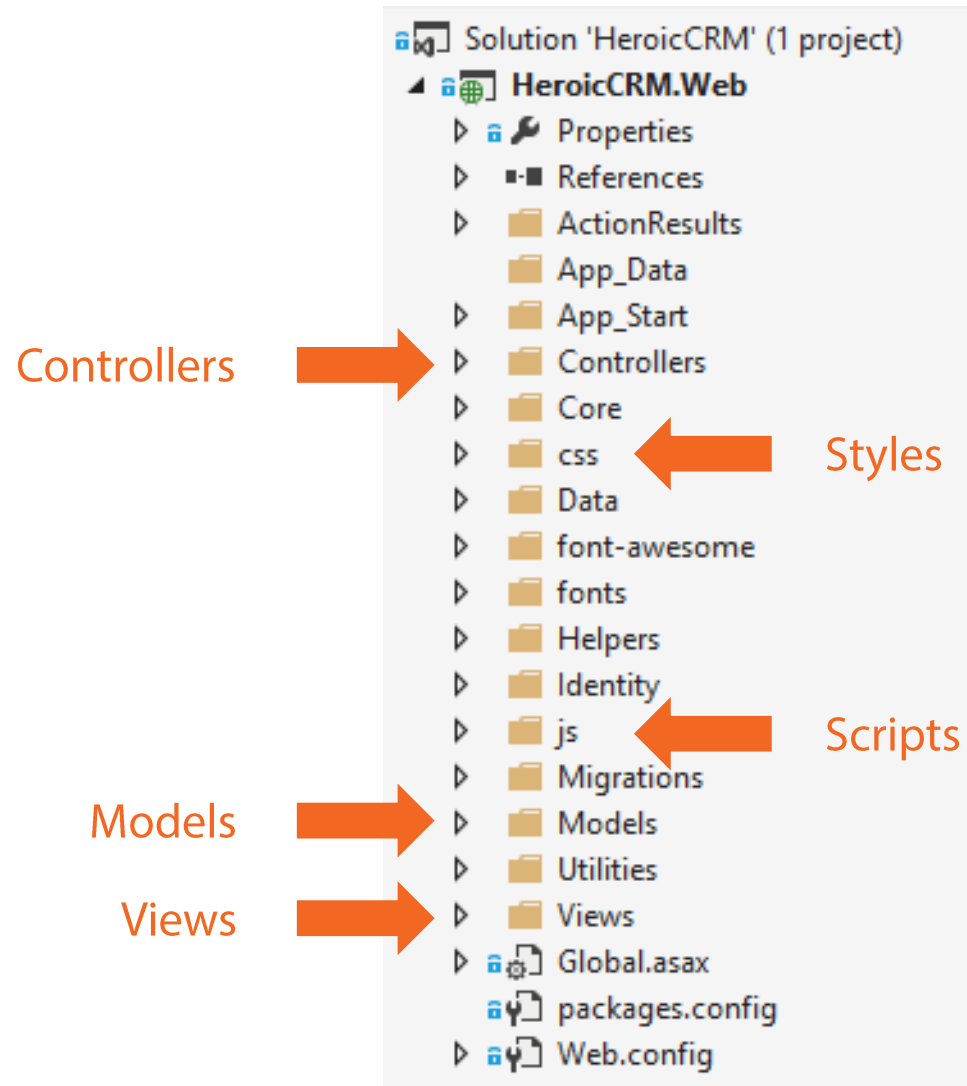 Solution 'HeroicCRM' (1 project)
HeroicCRM.Web
Properties
References
ActionResults
App_Data
App_Start
Controllers
Controllers
Core
css
Styles
Data
font-awesome
fonts
Helpers
Identity
js
Scripts
Migrations
Models
Models
Utilities
Views
Views
Global.asax
packages.config
Web.config